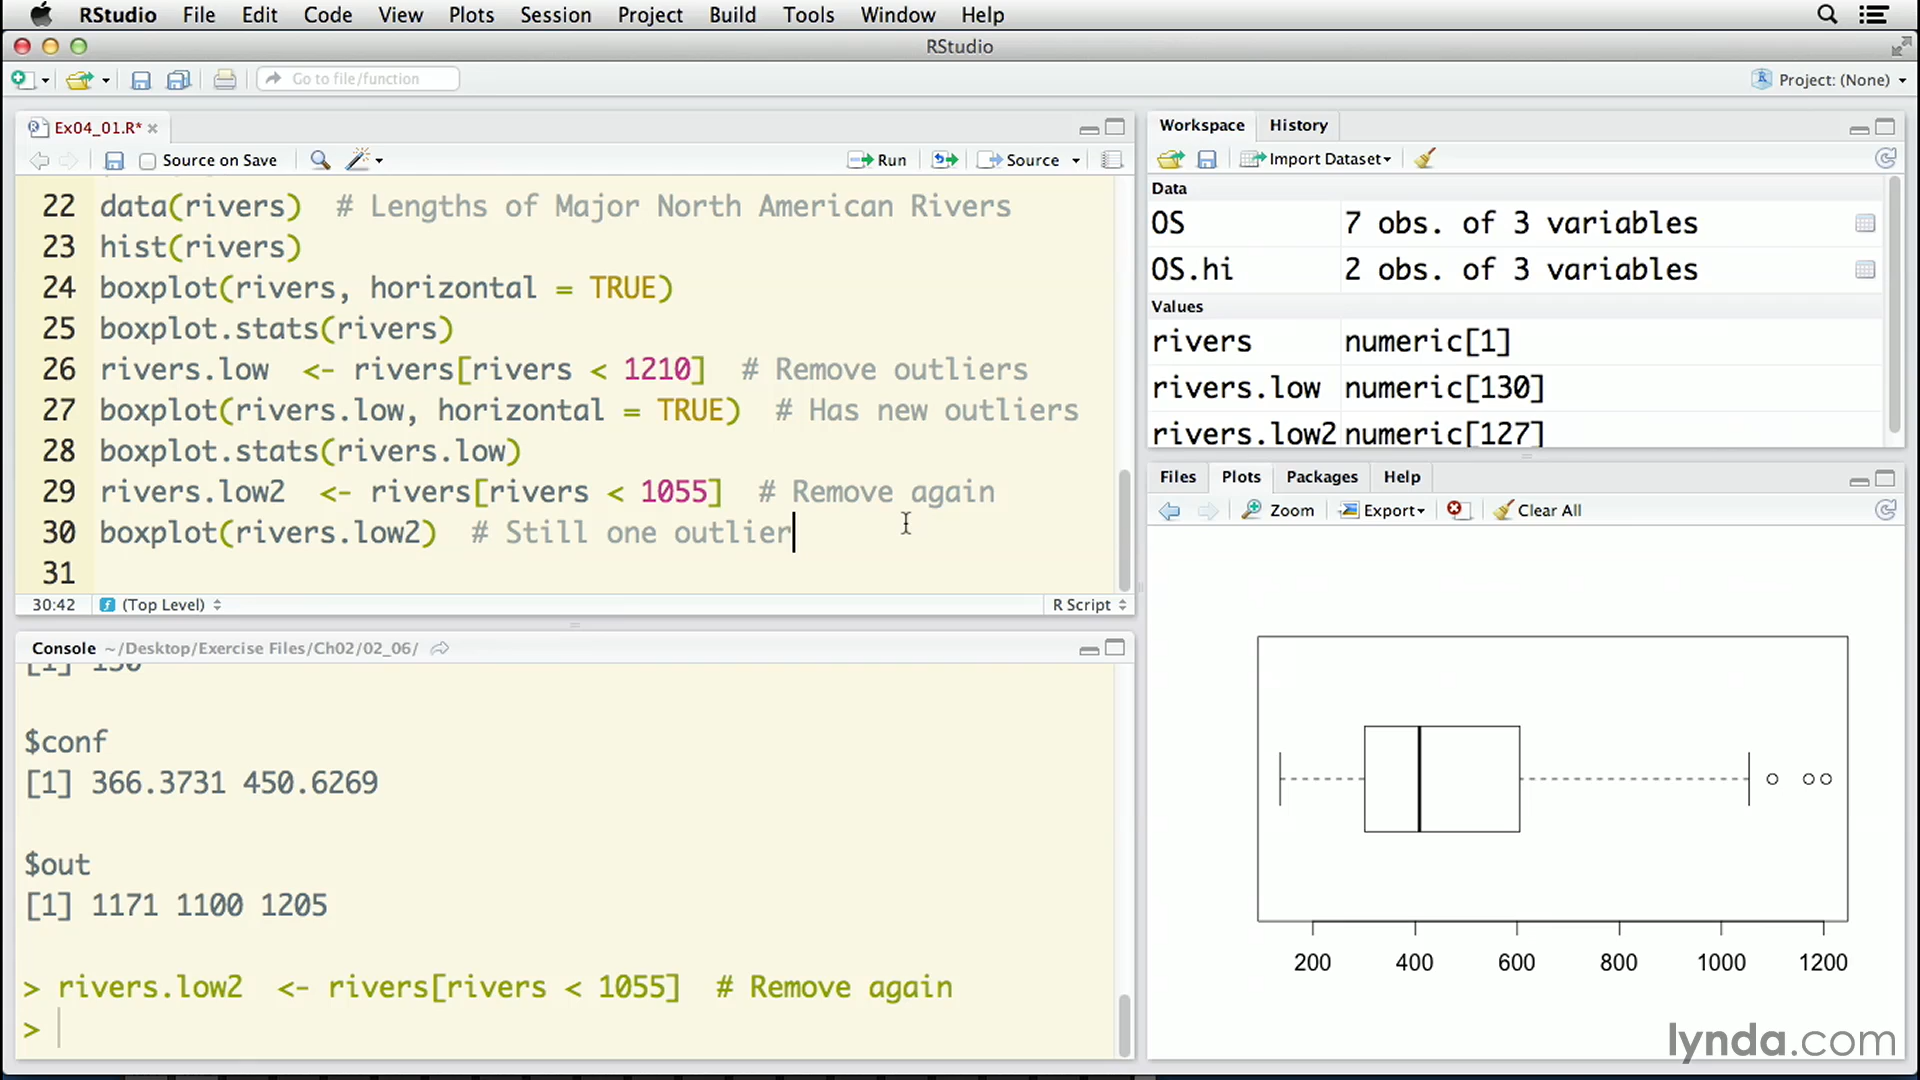 RStudio File Edit Code View Plots Session Project Build Tools Window Help
RStudio
Go to file/function
Project: (None)
Ex04_01.R*
Source on Save Run Source
22 data(rivers)  # Lengths of Major North American Rivers
23 hist(rivers)
24 boxplot(rivers, horizontal = TRUE)
25 boxplot.stats(rivers)
26 rivers.low  <- rivers[rivers < 1210]  # Remove outliers
27 boxplot(rivers.low, horizontal = TRUE)  # Has new outliers
28 boxplot.stats(rivers.low)
29 rivers.low2  <- rivers[rivers < 1055]  # Remove again
30 boxplot(rivers.low2)  # Still one outlier
31
30:42 (Top Level) R Script
Console ~/Desktop/Exercise Files/Ch02/02_06/
[1] 130
$conf
[1] 366.3731 450.6269
$out
[1] 1171 1100 1205
> rivers.low2  <- rivers[rivers < 1055]  # Remove again
>
Workspace History
Import Dataset
Data
OS 7 obs. of 3 variables
OS.hi 2 obs. of 3 variables
Values
rivers numeric[1]
rivers.low numeric[130]
rivers.low2 numeric[127]
Files Plots Packages Help
Zoom Export Clear All
200 400 600 800 1000 1200
lynda.com